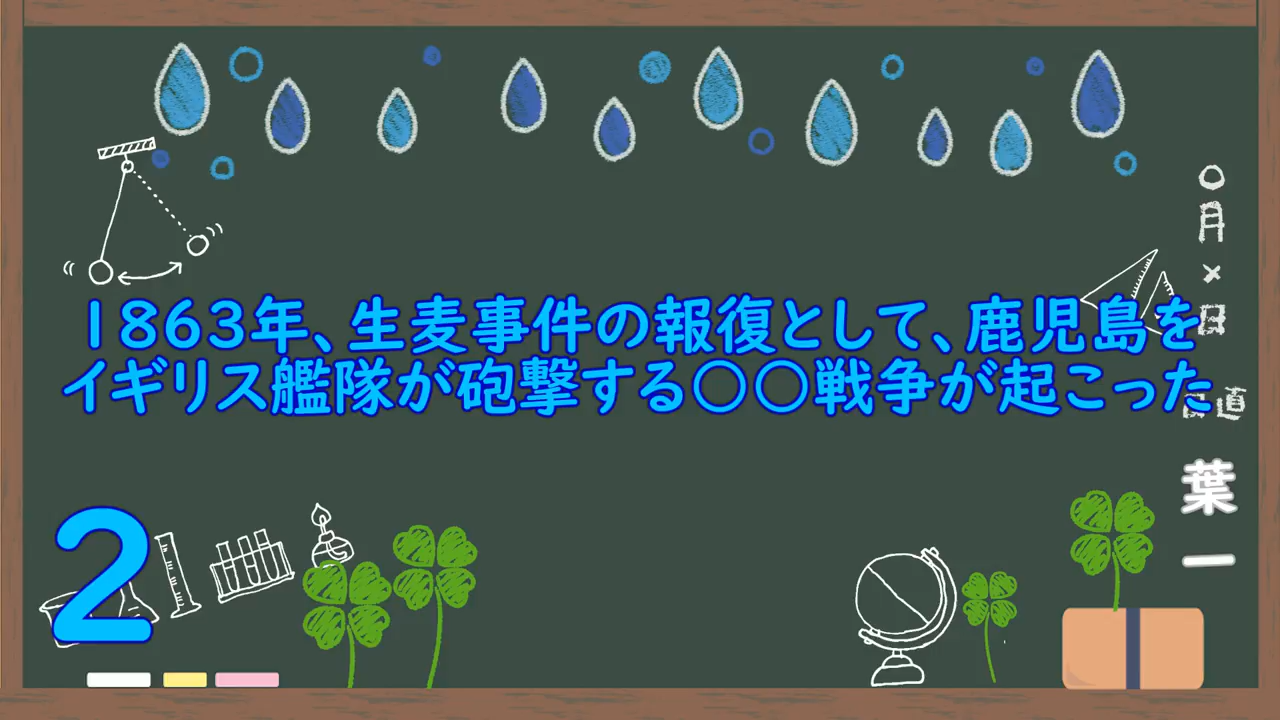 1863年、生麦事件の報復として、鹿児島を
イギリス艦隊が砲撃する〇〇戦争が起こった
2
〇月×日
日直
葉一